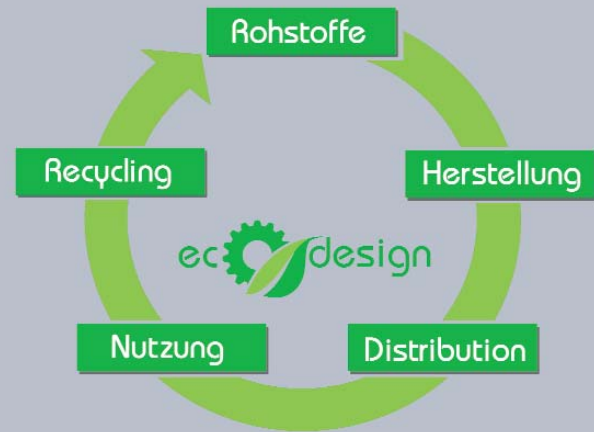 Rohstoffe
Herstellung
Distribution
Nutzung
Recycling
ecodesign